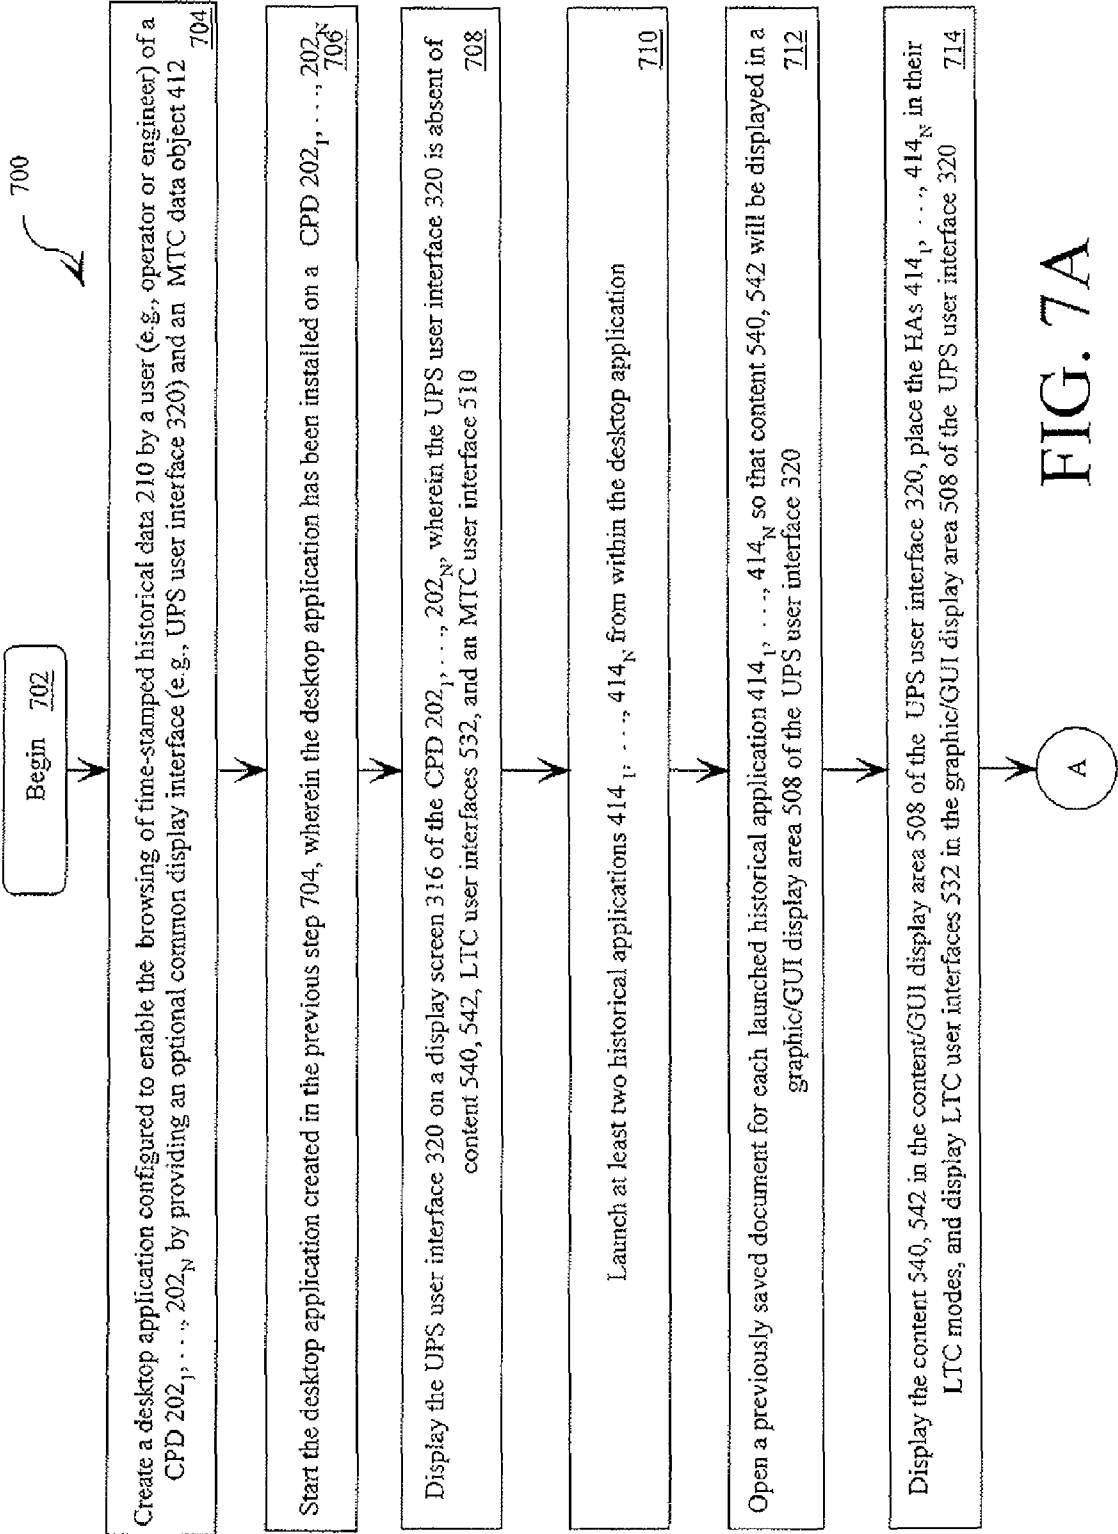 700
Begin 702
Create a desktop application configured to enable the browsing of time-stamped historical data 210 by a user (e.g., operator or engineer) of a
CPD 202₁, . . ., 202_N by providing an optional common display interface (e.g., UPS user interface 320) and an MTC data object 412
704
Start the desktop application created in the previous step 704, wherein the desktop application has been installed on a CPD 202₁, . . ., 202_N
706
Display the UPS user interface 320 on a display screen 316 of the CPD 202₁, . . ., 202_N, wherein the UPS user interface 320 is absent of
content 540, 542, LTC user interfaces 532, and an MTC user interface 510
708
Launch at least two historical applications 414₁, . . ., 414_N from within the desktop application
710
Open a previously saved document for each launched historical application 414₁, . . ., 414_N so that content 540, 542 will be displayed in a
graphic/GUI display area 508 of the UPS user interface 320
712
Display the content 540, 542 in the content/GUI display area 508 of the UPS user interface 320, place the HAs 414₁, . . ., 414_N in their
LTC modes, and display LTC user interfaces 532 in the graphic/GUI display area 508 of the UPS user interface 320
714
A
FIG. 7A